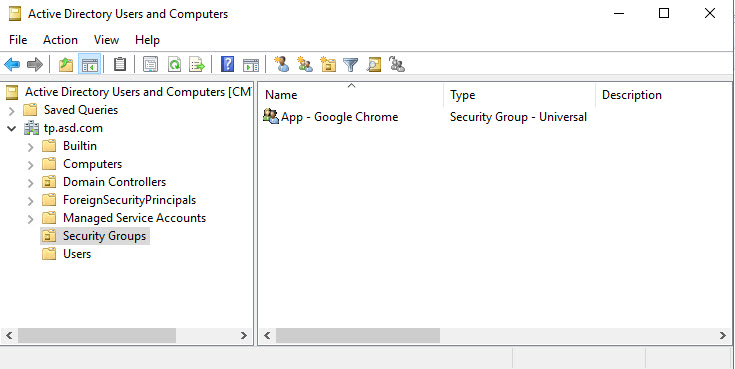 Active Directory Users and Computers
File Action View Help
Active Directory Users and Computers [CM
Saved Queries
tp.asd.com
Builtin
Computers
Domain Controllers
ForeignSecurityPrincipals
Managed Service Accounts
Security Groups
Users
Name Type Description
App - Google Chrome Security Group - Universal